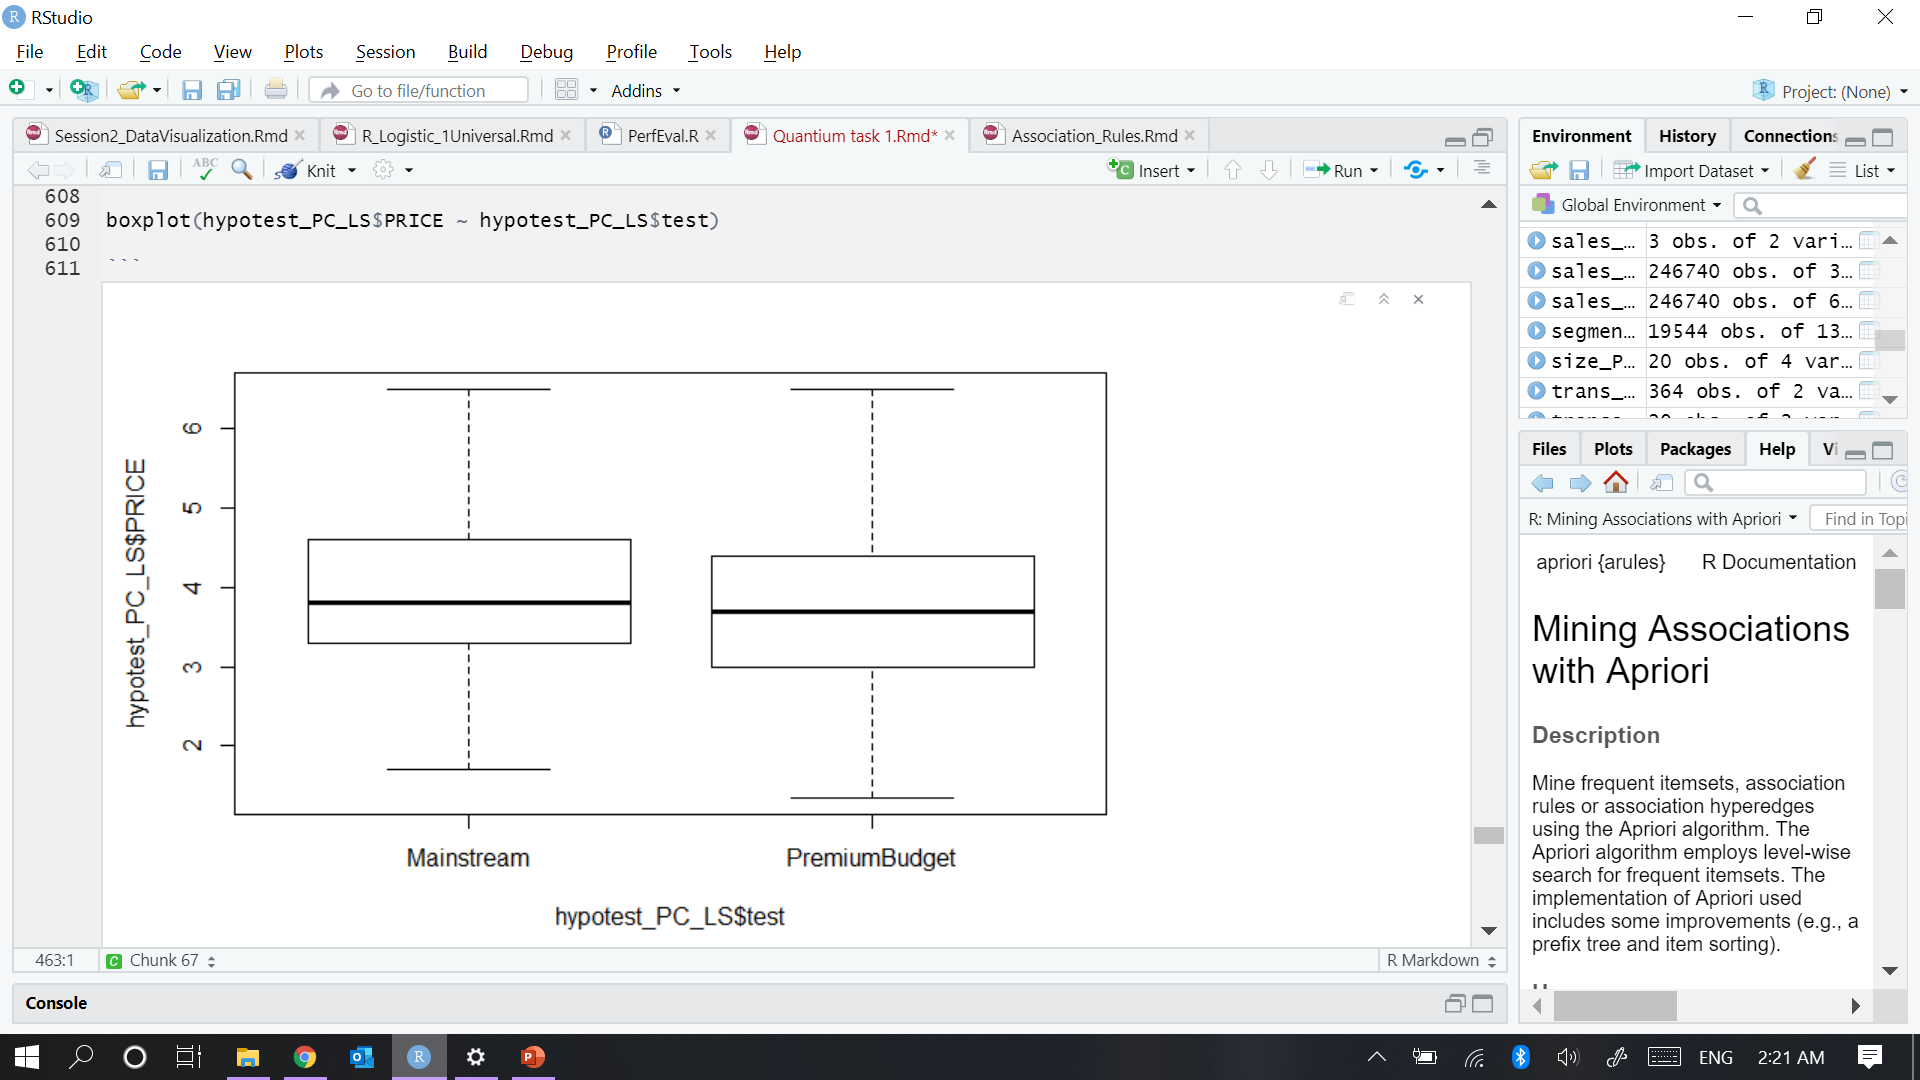 RStudio
File Edit Code View Plots Session Build Debug Profile Tools Help
Go to file/function Addins Project: (None)
Session2_DataVisualization.Rmd R_Logistic_1Universal.Rmd PerfEval.R Quantium task 1.Rmd* Association_Rules.Rmd
ABC Knit Insert Run
608
609 boxplot(hypotest_PC_LS$PRICE ~ hypotest_PC_LS$test)
610
611 ```
hypotest_PC_LS$PRICE
6
5
4
3
2
Mainstream PremiumBudget
hypotest_PC_LS$test
463:1 Chunk 67 R Markdown
Console
Environment History Connections
Import Dataset List
Global Environment
sales_… 3 obs. of 2 vari…
sales_… 246740 obs. of 3…
sales_… 246740 obs. of 6…
segmen… 19544 obs. of 13…
size_P… 20 obs. of 4 var…
trans_… 364 obs. of 2 va…
Files Plots Packages Help Vi
R: Mining Associations with Apriori Find in Topi
apriori {arules} R Documentation
Mining Associations
with Apriori
Description
Mine frequent itemsets, association
rules or association hyperedges
using the Apriori algorithm. The
Apriori algorithm employs level-wise
search for frequent itemsets. The
implementation of Apriori used
includes some improvements (e.g., a
prefix tree and item sorting).
ENG 2:21 AM